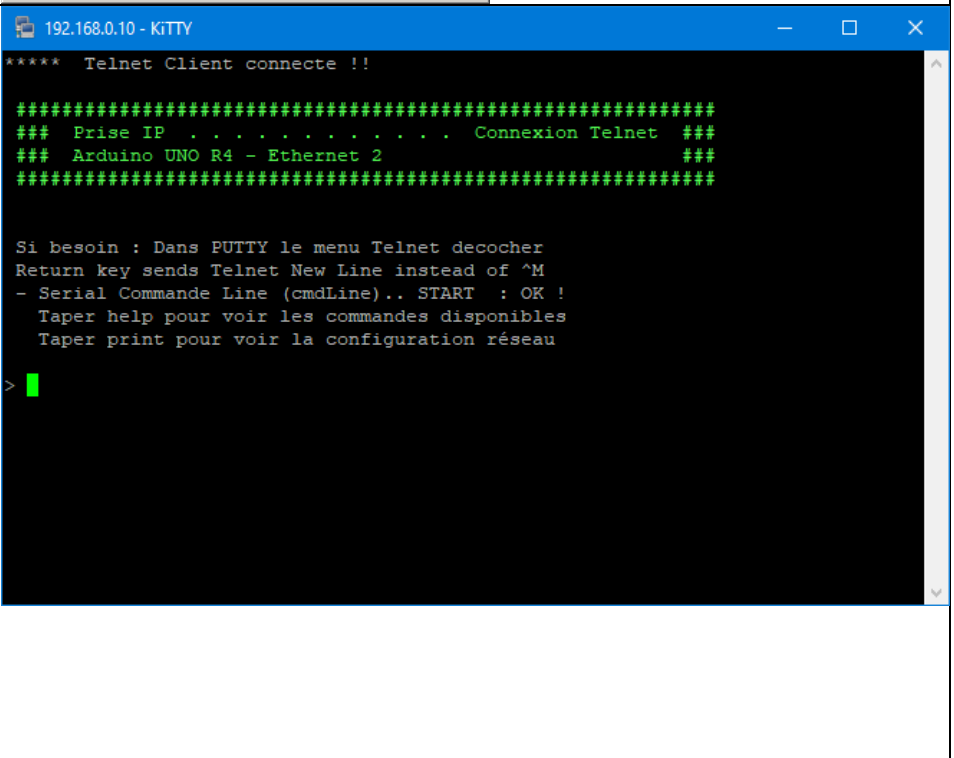 192.168.0.10 - KiTTY
*****  Telnet Client connecte !!
#############################################################
###  Prise IP  . . . . . . . . . . . .  Connexion Telnet  ###
###  Arduino UNO R4 - Ethernet 2                          ###
#############################################################
Si besoin : Dans PUTTY le menu Telnet decocher
Return key sends Telnet New Line instead of ^M
- Serial Commande Line (cmdLine).. START  : OK !
Taper help pour voir les commandes disponibles
Taper print pour voir la configuration réseau
>